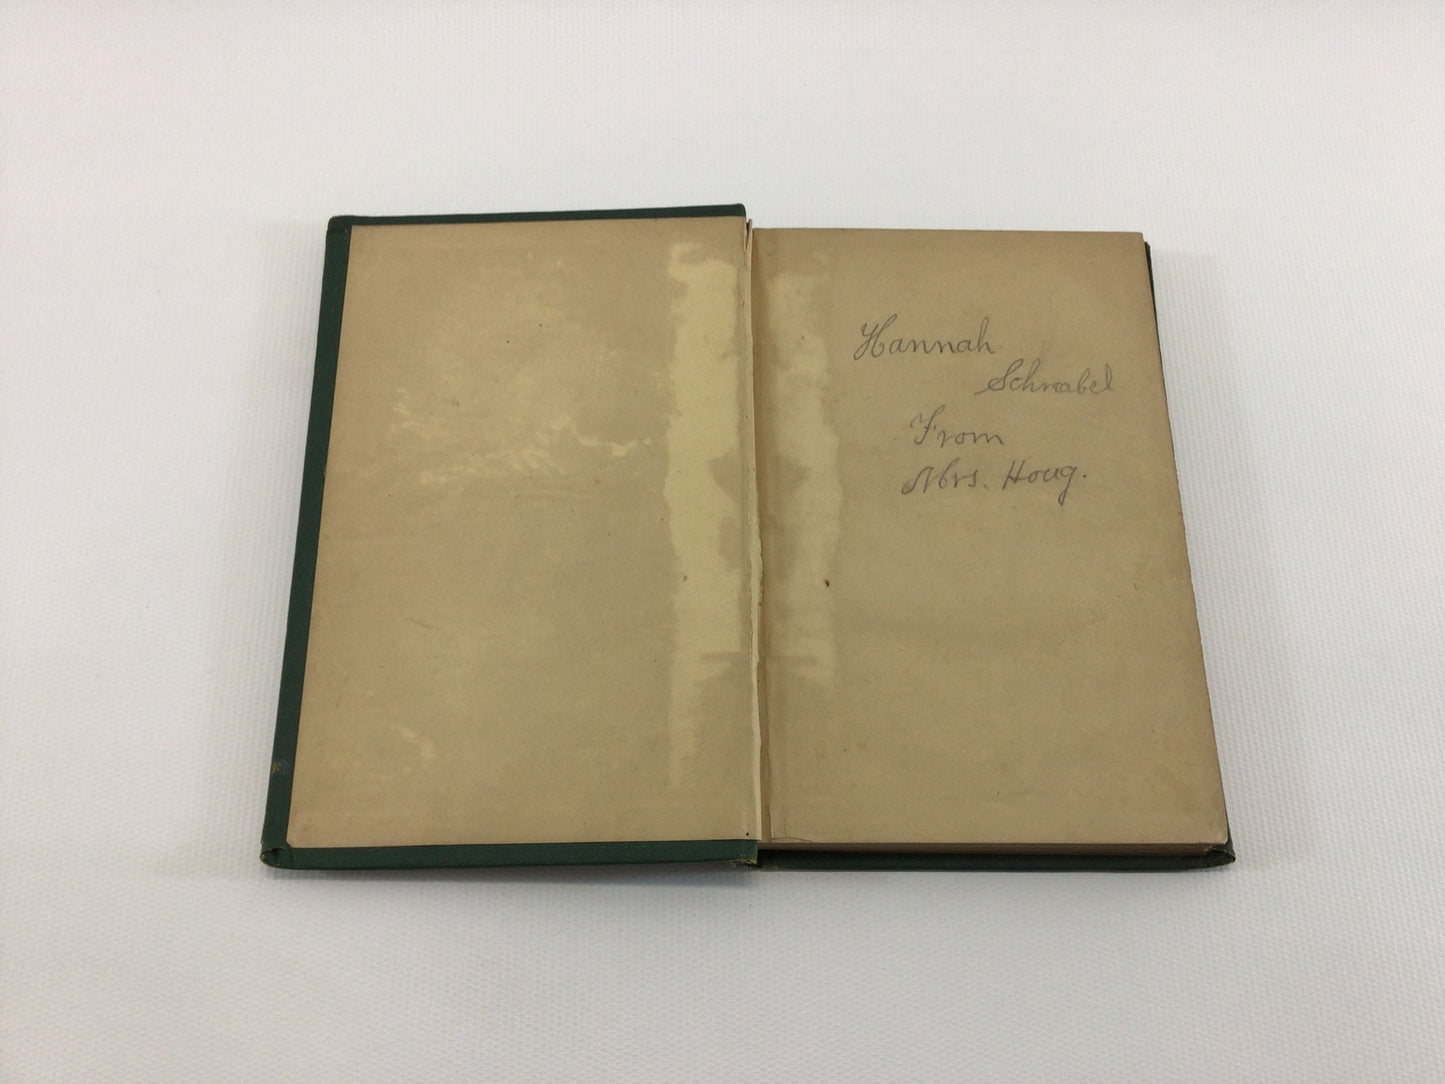 Hannah
Schnabel
From
Mrs. Houg.